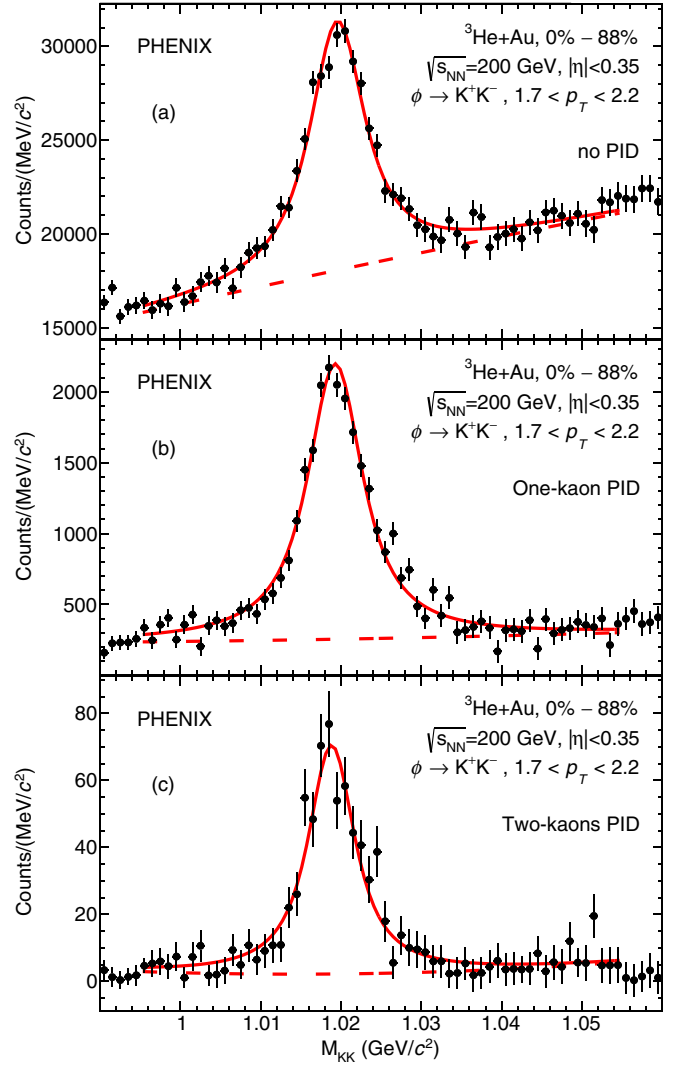 30000
25000
20000
15000
Counts/(MeV/c²)
PHENIX
(a)
³He+Au, 0% – 88%
√s_NN=200 GeV, |η|<0.35
ϕ → K⁺K⁻ , 1.7 < p_T < 2.2
no PID
2000
1500
1000
500
Counts/(MeV/c²)
PHENIX
(b)
³He+Au, 0% – 88%
√s_NN=200 GeV, |η|<0.35
ϕ → K⁺K⁻ , 1.7 < p_T < 2.2
One-kaon PID
80
60
40
20
0
Counts/(MeV/c²)
PHENIX
(c)
³He+Au, 0% – 88%
√s_NN=200 GeV, |η|<0.35
ϕ → K⁺K⁻ , 1.7 < p_T < 2.2
Two-kaons PID
1 1.01 1.02 1.03 1.04 1.05
M_KK (GeV/c²)